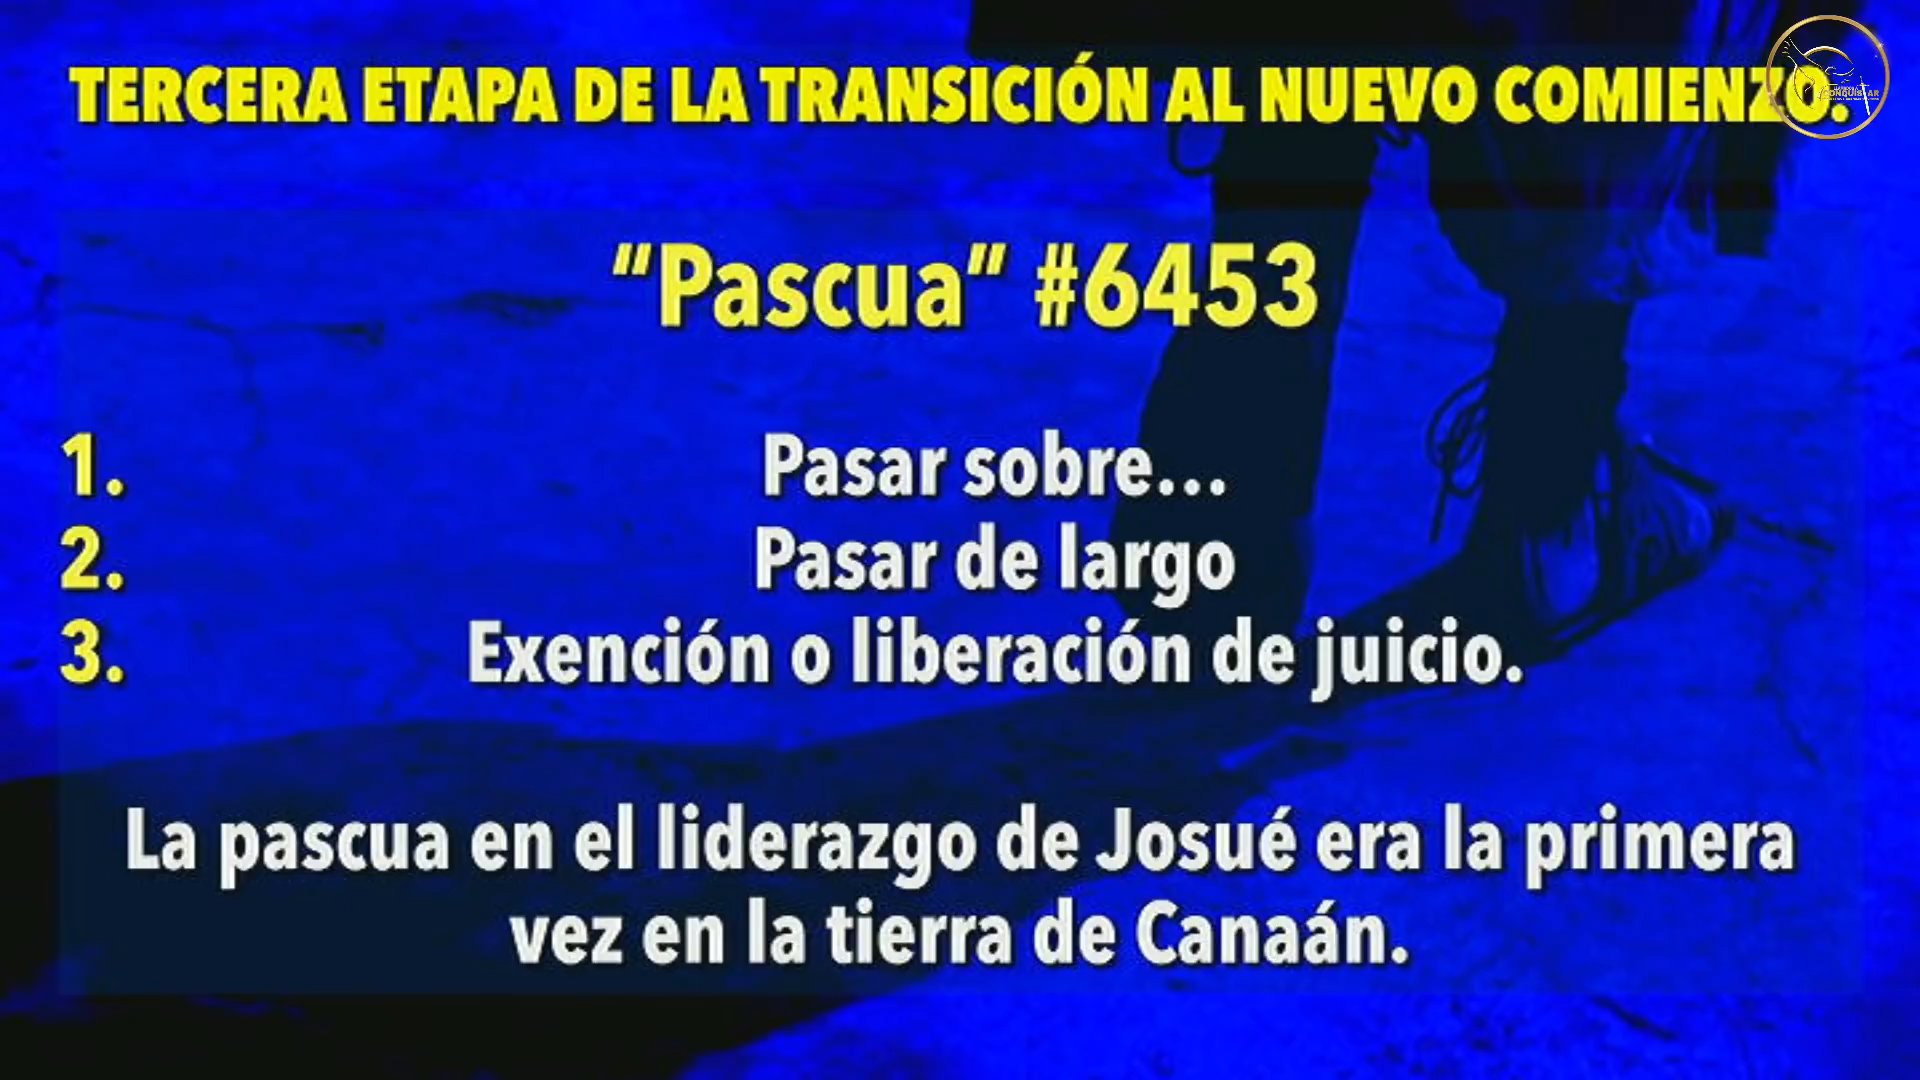 TERCERA ETAPA DE LA TRANSICIÓN AL NUEVO COMIENZO.
“Pascua“ #6453
1. Pasar sobre...
2. Pasar de largo
3. Exención o liberación de juicio.
La pascua en el liderazgo de Josué era la primera
vez en la tierra de Canaán.